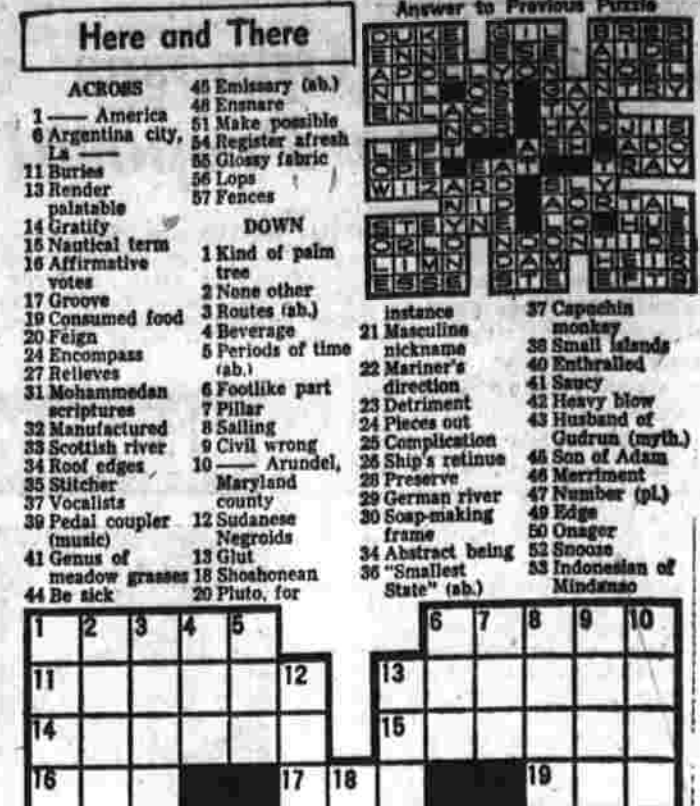 Here and There
ACROSS
1 —— America
6 Argentina city,
La ——
11 Buries
13 Render
palatable
14 Gratify
15 Nautical term
16 Affirmative
votes
17 Groove
19 Consumed food
20 Feign
24 Encompass
27 Relieves
31 Mohammedan
scriptures
32 Manufactured
33 Scottish river
34 Roof edges
35 Stitcher
37 Vocalists
39 Pedal coupler
(music)
41 Genus of
meadow grasses
44 Be sick
45 Emissary (ab.)
48 Ensnare
51 Make possible
54 Register afresh
55 Glossy fabric
56 Lops
57 Fences
DOWN
1 Kind of palm
tree
2 None other
3 Routes (ab.)
4 Beverage
5 Periods of time
(ab.)
6 Footlike part
7 Pillar
8 Sailing
9 Civil wrong
10 —— Arundel,
Maryland
county
12 Sudanese
Negroids
13 Glut
18 Shoshonean
20 Pluto, for
Answer to Previous Puzzle
instance
21 Masculine
nickname
22 Mariner's
direction
23 Detriment
24 Pieces out
25 Complication
26 Ship's retinue
28 Preserve
29 German river
30 Soap-making
frame
34 Abstract being
36 "Smallest
State" (ab.)
37 Capuchin
monkey
38 Small islands
40 Enthralled
41 Saucy
42 Heavy blow
43 Husband of
Gudrun (myth.)
45 Son of Adam
46 Merriment
47 Number (pl.)
49 Edge
50 Onager
52 Snooze
53 Indonesian of
Mindanao
1 2 3 4 5 6 7 8 9 10
11 12 13
14 15
16 17 18 19